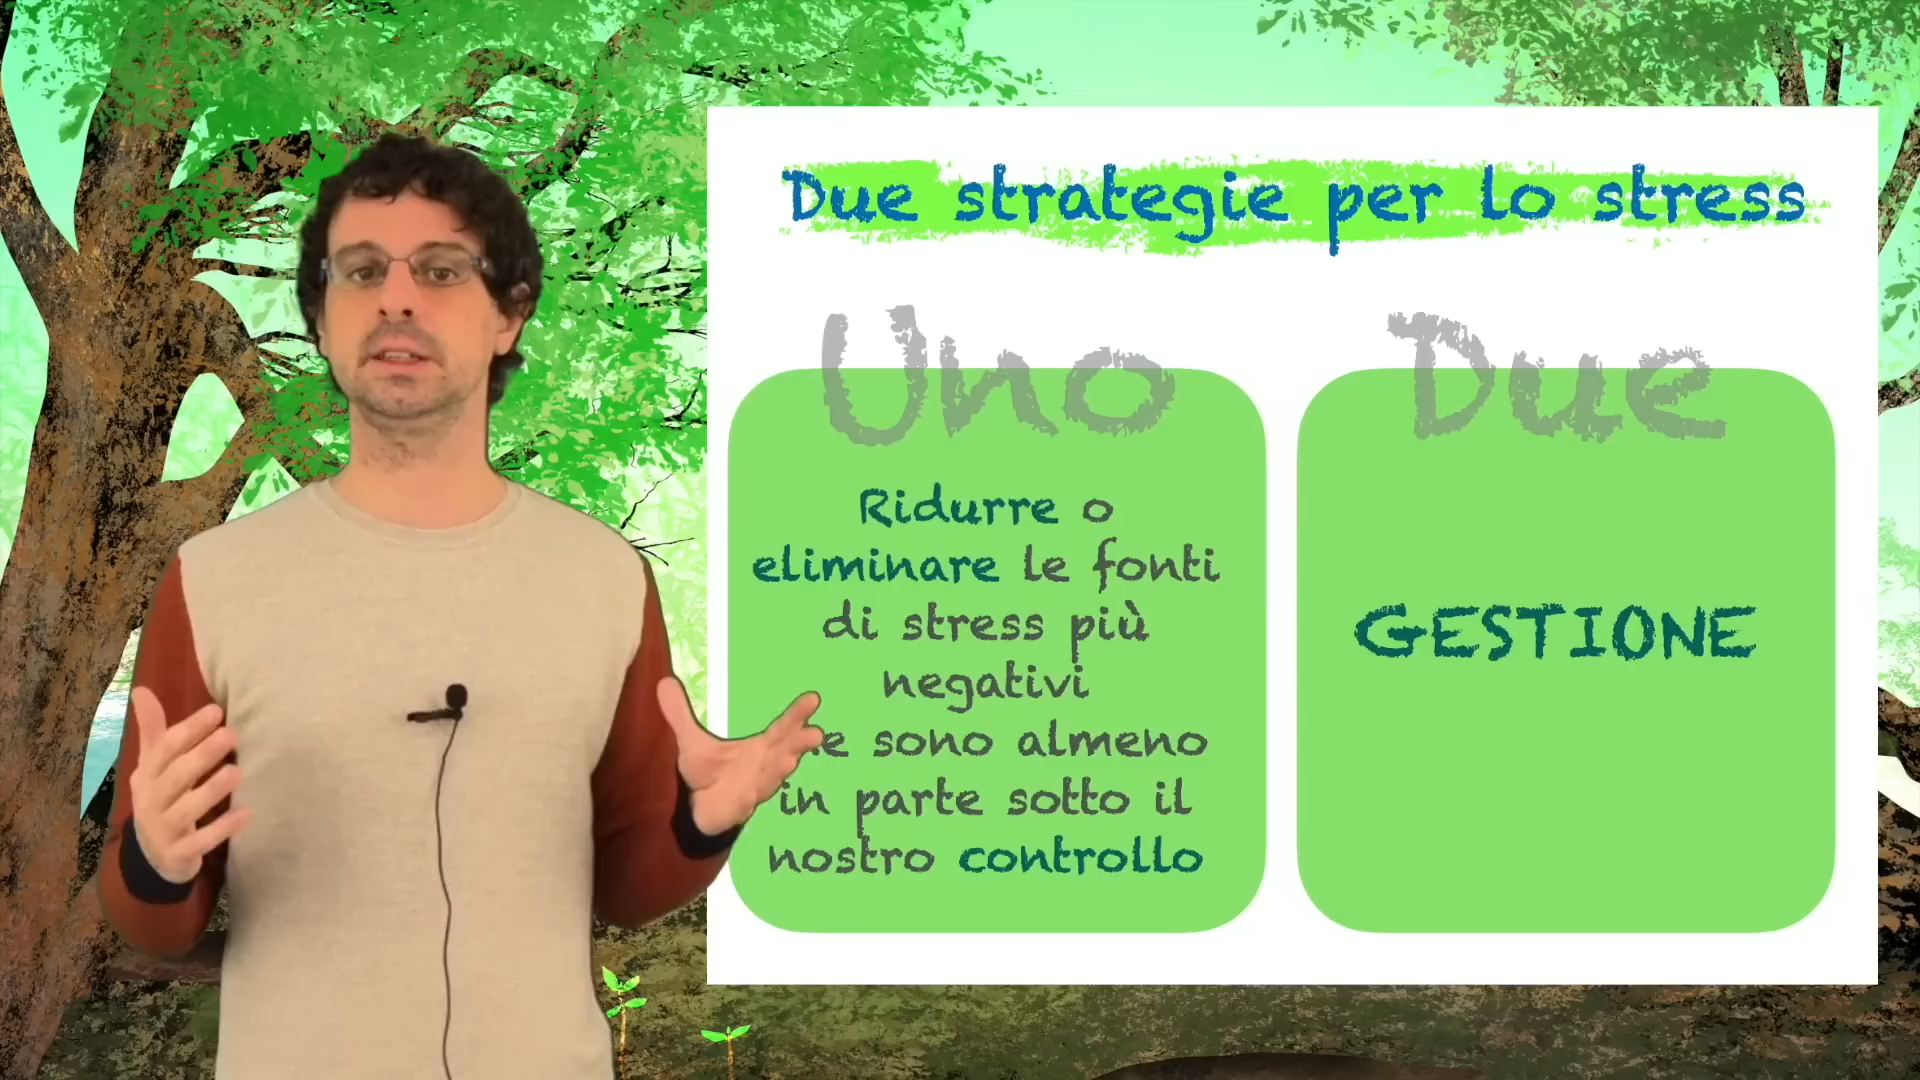 Due strategie per lo stress
Uno
Ridurre o
eliminare le fonti
di stress più
negativi
sono almeno
in parte sotto il
nostro controllo
Due
GESTIONE